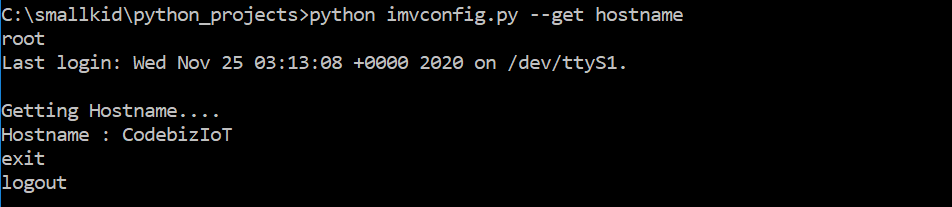 C:\smallkid\python_projects>python imvconfig.py --get hostname
root
Last login: Wed Nov 25 03:13:08 +0000 2020 on /dev/ttyS1.
Getting Hostname....
Hostname : CodebizIoT
exit
logout